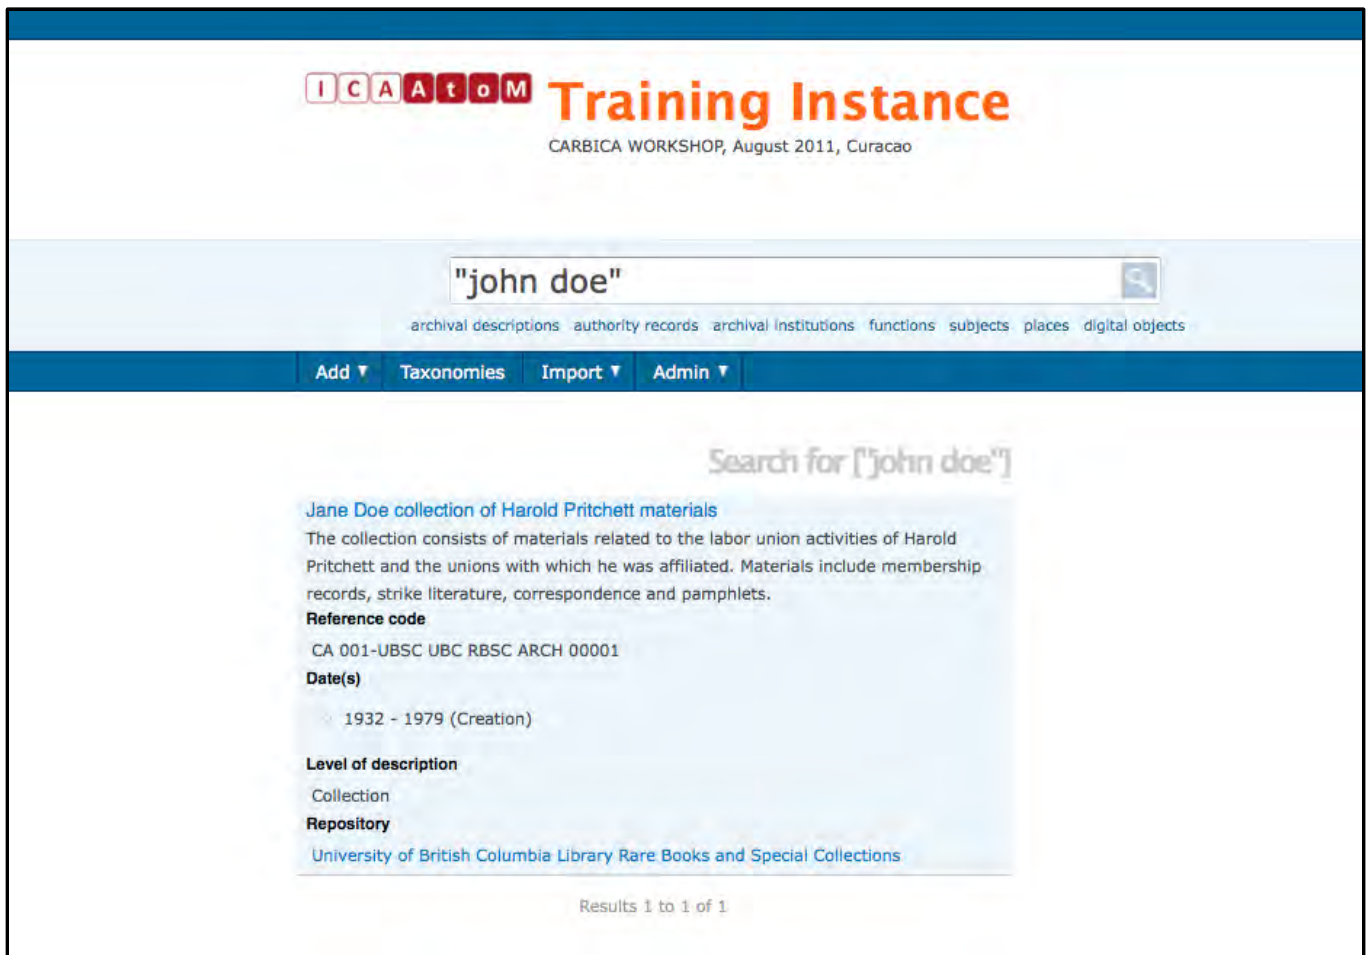 ICAAtoM Training Instance
CARBICA WORKSHOP, August 2011, Curacao
"john doe"
archival descriptions authority records archival institutions functions subjects places digital objects
Add ▼ Taxonomies Import ▼ Admin ▼
Search for ["john doe"]
Jane Doe collection of Harold Pritchett materials
The collection consists of materials related to the labor union activities of Harold
Pritchett and the unions with which he was affiliated. Materials include membership
records, strike literature, correspondence and pamphlets.
Reference code
CA 001-UBSC UBC RBSC ARCH 00001
Date(s)
1932 - 1979 (Creation)
Level of description
Collection
Repository
University of British Columbia Library Rare Books and Special Collections
Results 1 to 1 of 1